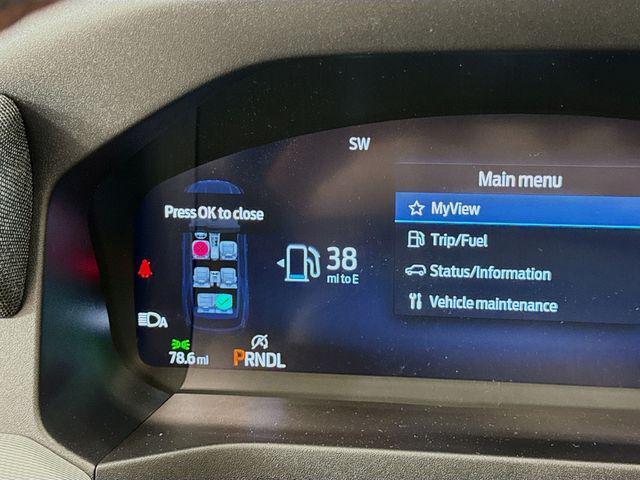 SW
Main menu
Press OK to close
MyView
Trip/Fuel
38
mi to E
Status/Information
Vehicle maintenance
A
78.6 mi
PRNDL